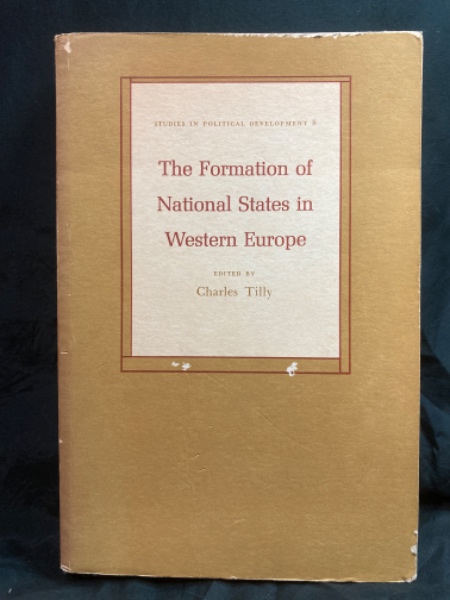 STUDIES IN POLITICAL DEVELOPMENT 8
The Formation of
National States in
Western Europe
EDITED BY
Charles Tilly